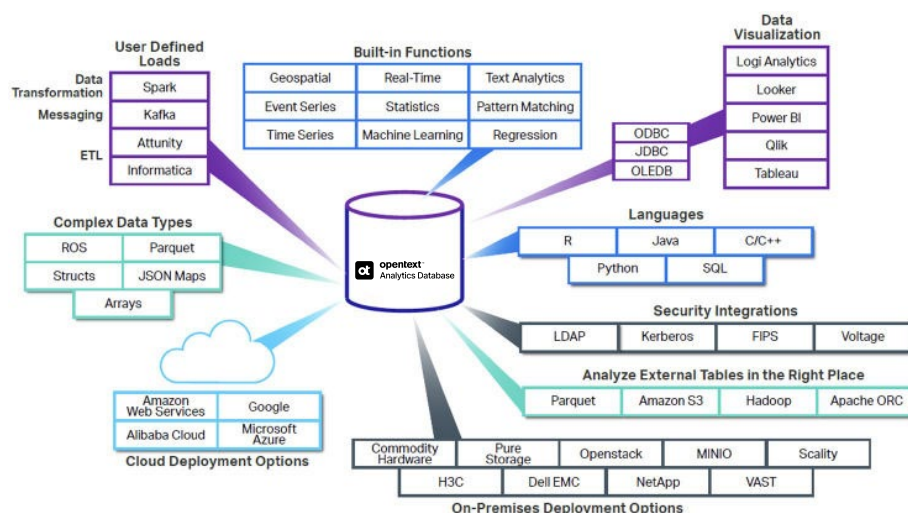 User Defined
Loads
Data
Transformation
Messaging
ETL
Spark
Kafka
Attunity
Informatica
Built-in Functions
Geospatial
Real-Time
Text Analytics
Event Series
Statistics
Pattern Matching
Time Series
Machine Learning
Regression
Data
Visualization
Logi Analytics
Looker
Power BI
Qlik
Tableau
ODBC
JDBC
OLEDB
Complex Data Types
ROS
Parquet
Structs
JSON Maps
Arrays
ot
opentext™
Analytics Database
Languages
R
Java
C/C++
Python
SQL
Security Integrations
LDAP
Kerberos
FIPS
Voltage
Analyze External Tables in the Right Place
Parquet
Amazon S3
Hadoop
Apache ORC
Amazon
Web Services
Google
Alibaba Cloud
Microsoft
Azure
Cloud Deployment Options
Commodity
Hardware
Pure
Storage
Openstack
MINIO
Scality
H3C
Dell EMC
NetApp
VAST
On-Premises Deployment Options